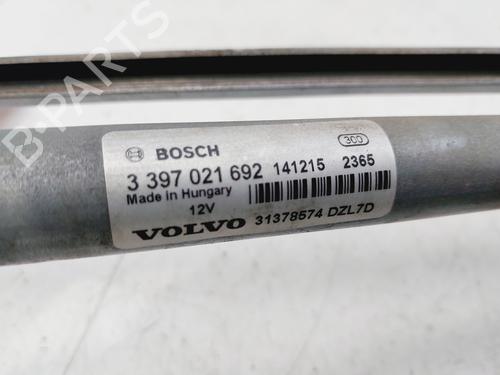 BOSCH
300
3 397 021 692 141215 2365
Made in Hungary
12V
VOLVO 31378574 DZL7D
B-PARTS